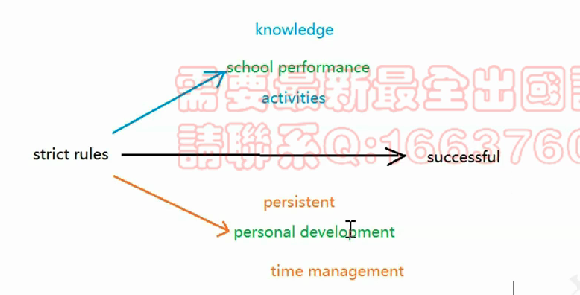 knowledge
school performance
activities
需要最新最全出國
請聯系Q:1663760
strict rules
successful
persistent
personal development
time management